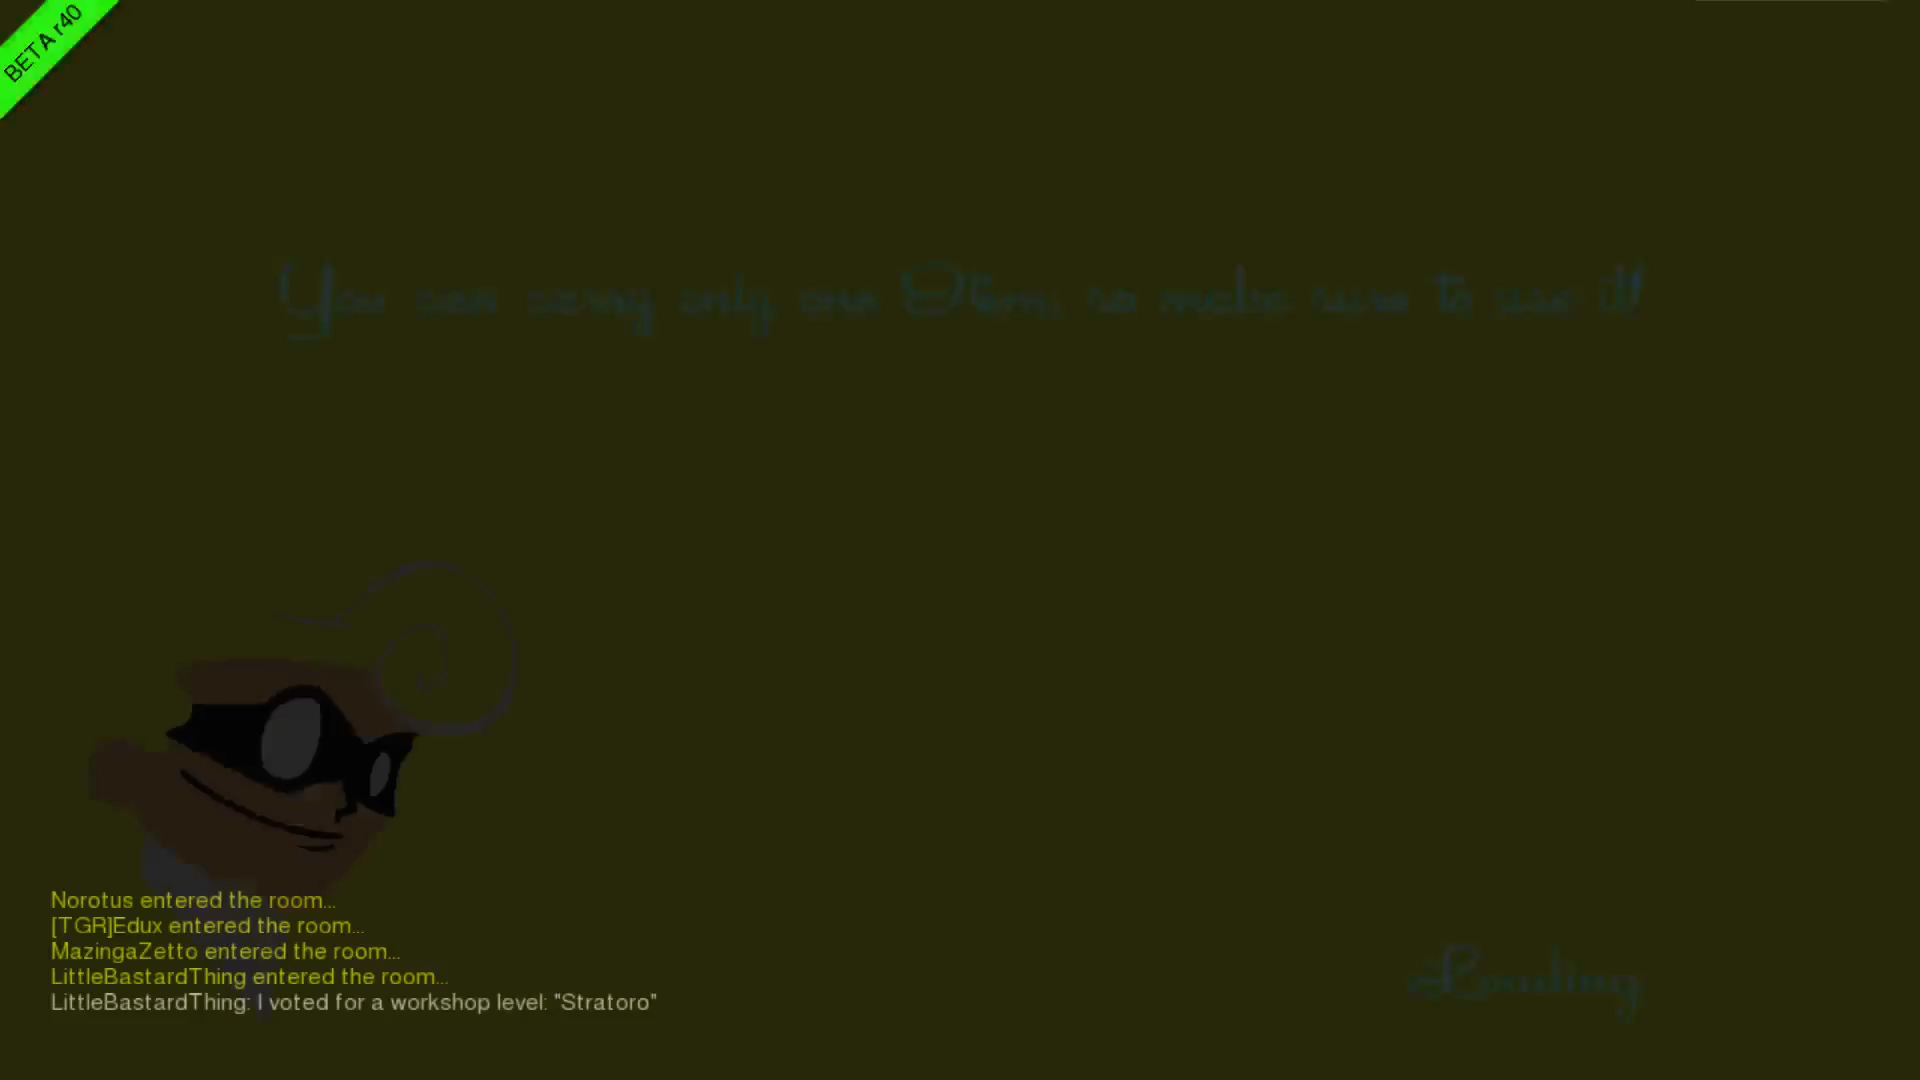 BETA r40
You can carry only one Item, so make sure to use it!
Norotus entered the room...
[TGR]Edux entered the room...
MazingaZetto entered the room...
LittleBastardThing entered the room...
LittleBastardThing: I voted for a workshop level: "Stratoro"
Loading